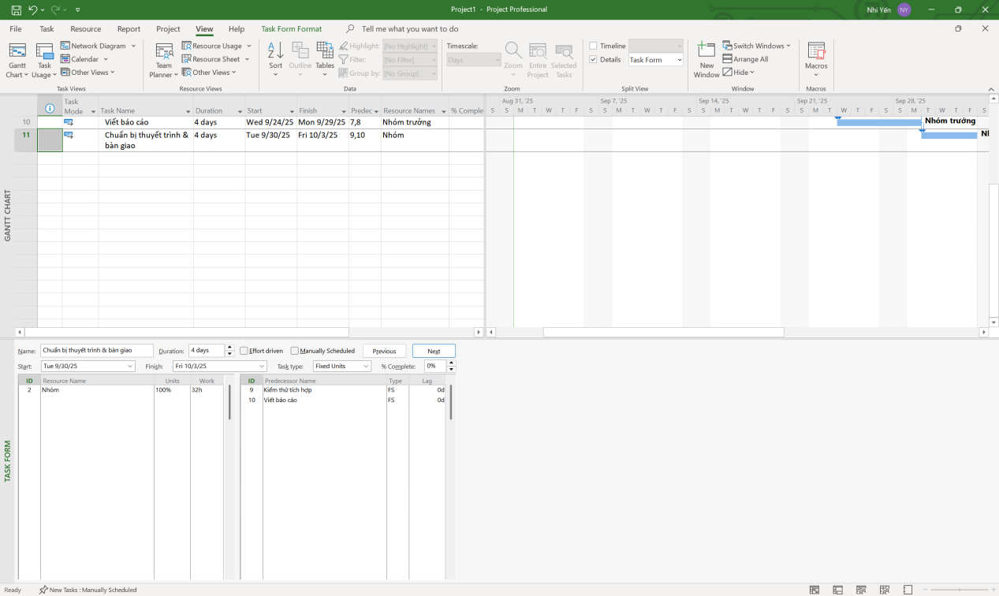 Project1 - Project Professional
Nhi Yến NY
File Task Resource Report Project View Help Task Form Format Tell me what you want to do
Gantt Chart
Task Usage
Network Diagram
Calendar
Other Views
Task Views
Team Planner
Resource Usage
Resource Sheet
Other Views
Resource Views
Sort
Outline
Tables
Highlight: [No Highlight]
Filter: [No Filter]
Group by: [No Group]
Data
Timescale:
Days
Zoom
Entire Project
Selected Tasks
Zoom
Timeline
Details Task Form
Split View
New Window
Switch Windows
Arrange All
Hide
Window
Macros
Macros
GANTT CHART
Task Mode Task Name Duration Start Finish Predec Resource Names % Comple
Aug 31, '25 Sep 7, '25 Sep 14, '25 Sep 21, '25 Sep 28, '25
S S M T W T F S S M T W T F S S M T W T F S S M T W T F S S M T W T F S
10 Viết báo cáo 4 days Wed 9/24/25 Mon 9/29/25 7,8 Nhóm trưởng
Nhóm trưởng
11 Chuẩn bị thuyết trình & bàn giao 4 days Tue 9/30/25 Fri 10/3/25 9,10 Nhóm
TASK FORM
Name: Chuẩn bị thuyết trình & bàn giao Duration: 4 days Effort driven Manually Scheduled Previous Next
Start: Tue 9/30/25 Finish: Fri 10/3/25 Task type: Fixed Units % Complete: 0%
ID Resource Name Units Work
2 Nhóm 100% 32h
ID Predecessor Name Type Lag
9 Kiểm thử tích hợp FS 0d
10 Viết báo cáo FS 0d
Ready New Tasks : Manually Scheduled